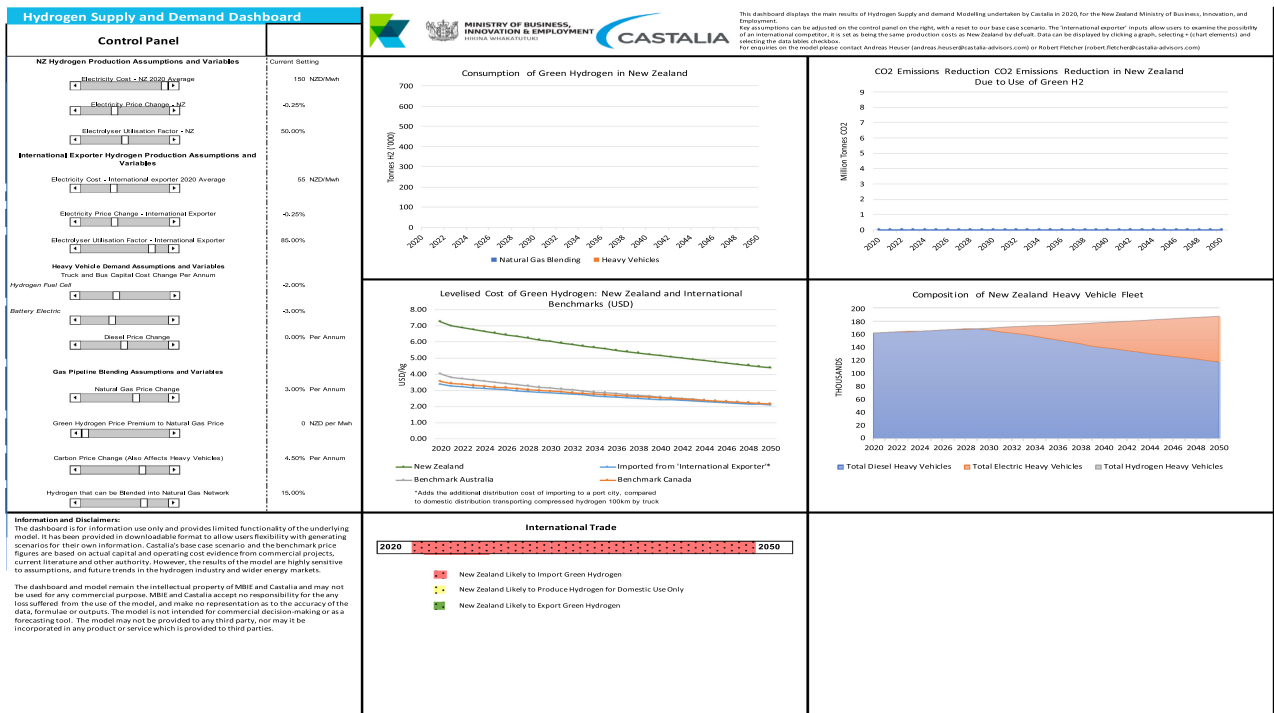 Hydrogen Supply and Demand Dashboard
Control Panel
NZ Hydrogen Production Assumptions and Variables
Current Setting
Electricity Cost - NZ 2020 Average
150 NZD/Mwh
Electricity Price Change - NZ
-0.25%
Electrolyser Utilisation Factor - NZ
50.00%
International Exporter Hydrogen Production Assumptions and
Variables
Electricity Cost - International exporter 2020 Average
55 NZD/Mwh
Electricity Price Change - International Exporter
-0.25%
Electrolyser Utilisation Factor - International Exporter
85.00%
Heavy Vehicle Demand Assumptions and Variables
Truck and Bus Capital Cost Change Per Annum
Hydrogen Fuel Cell
-2.00%
Battery Electric
-3.00%
Diesel Price Change
0.00% Per Annum
Gas Pipeline Blending Assumptions and Variables
Natural Gas Price Change
3.00% Per Annum
Green Hydrogen Price Premium to Natural Gas Price
0 NZD per Mwh
Carbon Price Change (Also Affects Heavy Vehicles)
4.50% Per Annum
Hydrogen that can be Blended into Natural Gas Network
15.00%
Information and Disclaimers:
The dashboard is for information use only and provides limited functionality of the underlying
model. It has been provided in downloadable format to allow users flexibility with generating
scenarios for their own information. Castalia's base case scenario and the benchmark price
figures are based on actual capital and operating cost evidence from commercial projects,
current literature and other authority. However, the results of the model are highly sensitive
to assumptions, and future trends in the hydrogen industry and wider energy markets.
The dashboard and model remain the intellectual property of MBIE and Castalia and may not
be used for any commercial purpose. MBIE and Castalia accept no responsibility for the any
loss suffered from the use of the model, and make no representation as to the accuracy of the
data, formulae or outputs. The model is not intended for commercial decision-making or as a
forecasting tool. The model may not be provided to any third party, nor may it be
incorporated in any product or service which is provided to third parties.
MINISTRY OF BUSINESS,
INNOVATION & EMPLOYMENT
HĪKINA WHAKATUTUKI
CASTALIA
This dashboard displays the main results of Hydrogen Supply and demand Modelling undertaken by Castalia in 2020, for the New Zealand Ministry of Business, Innovation, and
Employment.
Key assumptions can be adjusted on the control panel on the right, with a reset to our base case scenario. The 'international exporter' inputs allow users to examine the possibility
of an international competitor, it is set as being the same production costs as New Zealand by defualt. Data can be displayed by clicking a graph, selecting + (chart elements) and
selecting the data lables checkbox.
For enquiries on the model please contact Andreas Heuser (andreas.heuser@castalia-advisors.com) or Robert Fletcher (robert.fletcher@castalia-advisors.com)
Consumption of Green Hydrogen in New Zealand
Tonnes H2 ('000)
700
600
500
400
300
200
100
0
2020 2022 2024 2026 2028 2030 2032 2034 2036 2038 2040 2042 2044 2046 2048 2050
Natural Gas Blending Heavy Vehicles
CO2 Emissions Reduction CO2 Emissions Reduction in New Zealand
Due to Use of Green H2
Million Tonnes CO2
9
8
7
6
5
4
3
2
1
0
2020 2022 2024 2026 2028 2030 2032 2034 2036 2038 2040 2042 2044 2046 2048 2050
Levelised Cost of Green Hydrogen: New Zealand and International
Benchmarks (USD)
USD/kg
8.00
7.00
6.00
5.00
4.00
3.00
2.00
1.00
0.00
2020 2022 2024 2026 2028 2030 2032 2034 2036 2038 2040 2042 2044 2046 2048 2050
New Zealand Imported from 'International Exporter'*
Benchmark Australia Benchmark Canada
*Adds the additional distribution cost of importing to a port city, compared
to domestic distribution transporting compressed hydrogen 100km by truck
Composition of New Zealand Heavy Vehicle Fleet
THOUSANDS
200
180
160
140
120
100
80
60
40
20
0
2020 2022 2024 2026 2028 2030 2032 2034 2036 2038 2040 2042 2044 2046 2048 2050
Total Diesel Heavy Vehicles Total Electric Heavy Vehicles Total Hydrogen Heavy Vehicles
International Trade
2020 2050
New Zealand Likely to Import Green Hydrogen
New Zealand Likely to Produce Hydrogen for Domestic Use Only
New Zealand Likely to Export Green Hydrogen